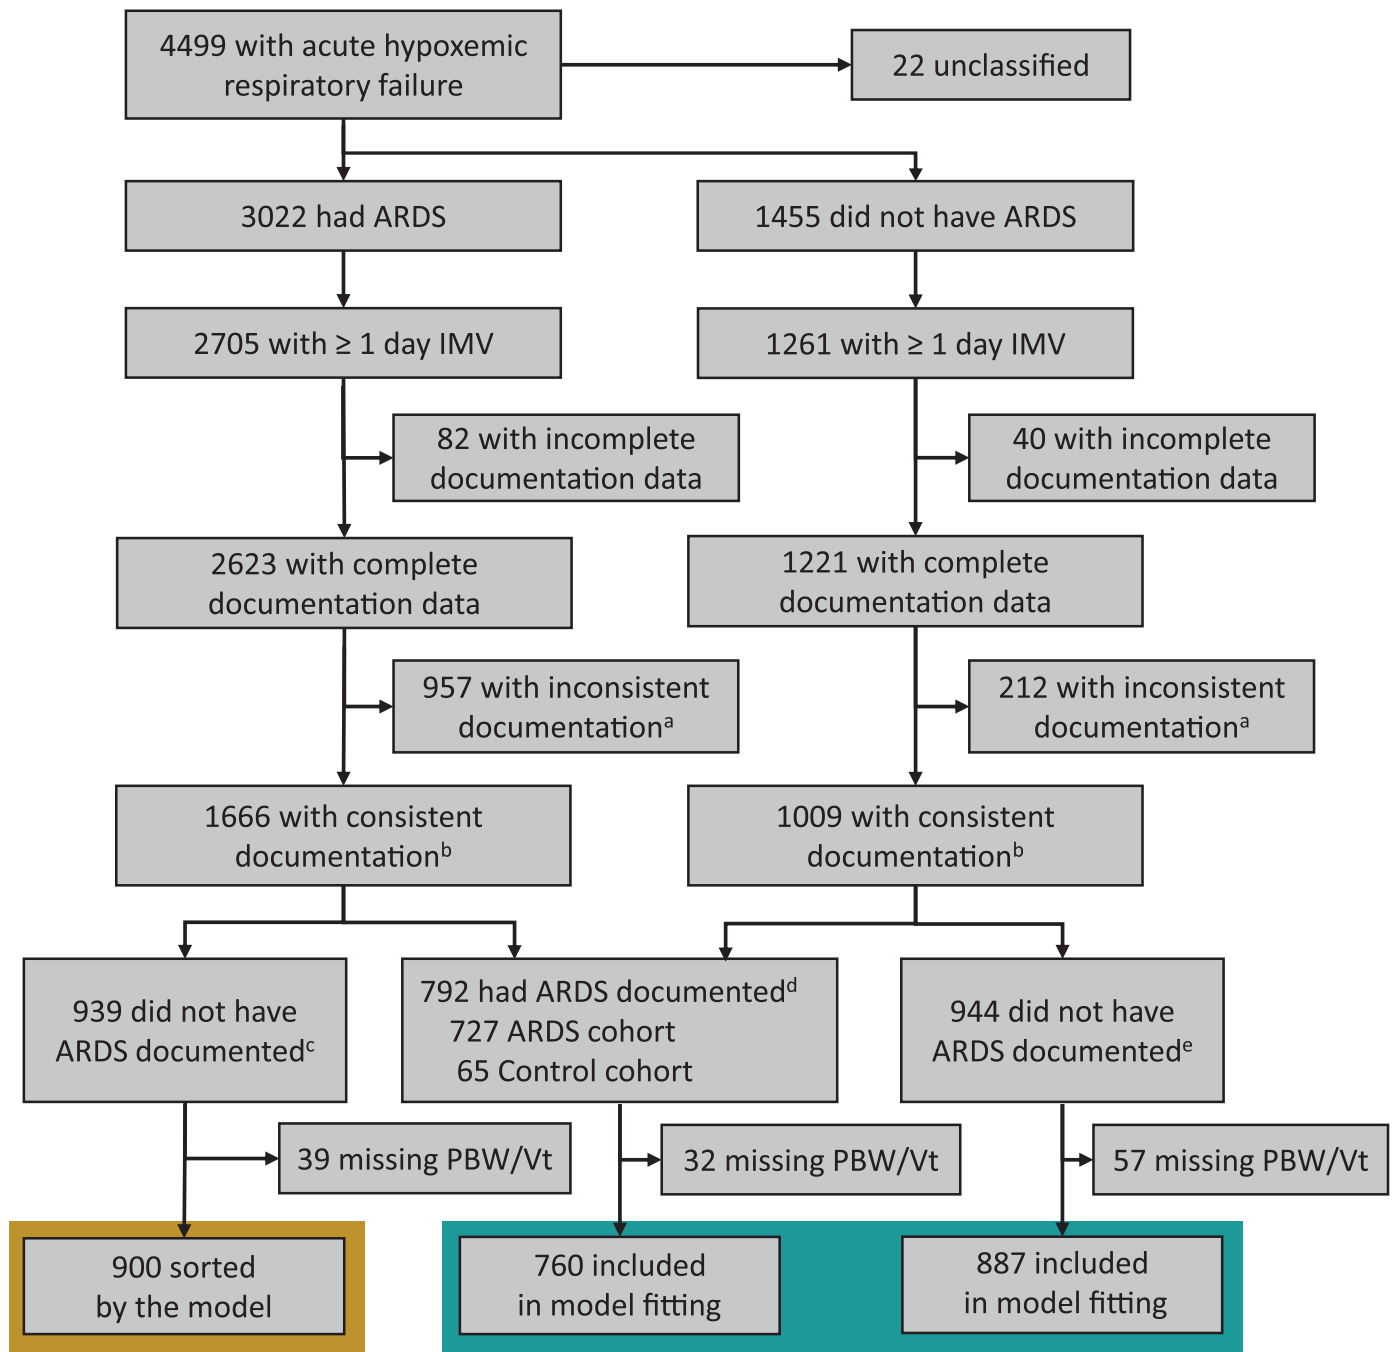 4499 with acute hypoxemic
respiratory failure
22 unclassified
3022 had ARDS
1455 did not have ARDS
2705 with ≥ 1 day IMV
1261 with ≥ 1 day IMV
82 with incomplete
documentation data
40 with incomplete
documentation data
2623 with complete
documentation data
1221 with complete
documentation data
957 with inconsistent
documentationᵃ
212 with inconsistent
documentationᵃ
1666 with consistent
documentationᵇ
1009 with consistent
documentationᵇ
939 did not have
ARDS documentedᶜ
792 had ARDS documentedᵈ
727 ARDS cohort
65 Control cohort
944 did not have
ARDS documentedᵉ
39 missing PBW/Vt
32 missing PBW/Vt
57 missing PBW/Vt
900 sorted
by the model
760 included
in model fitting
887 included
in model fitting